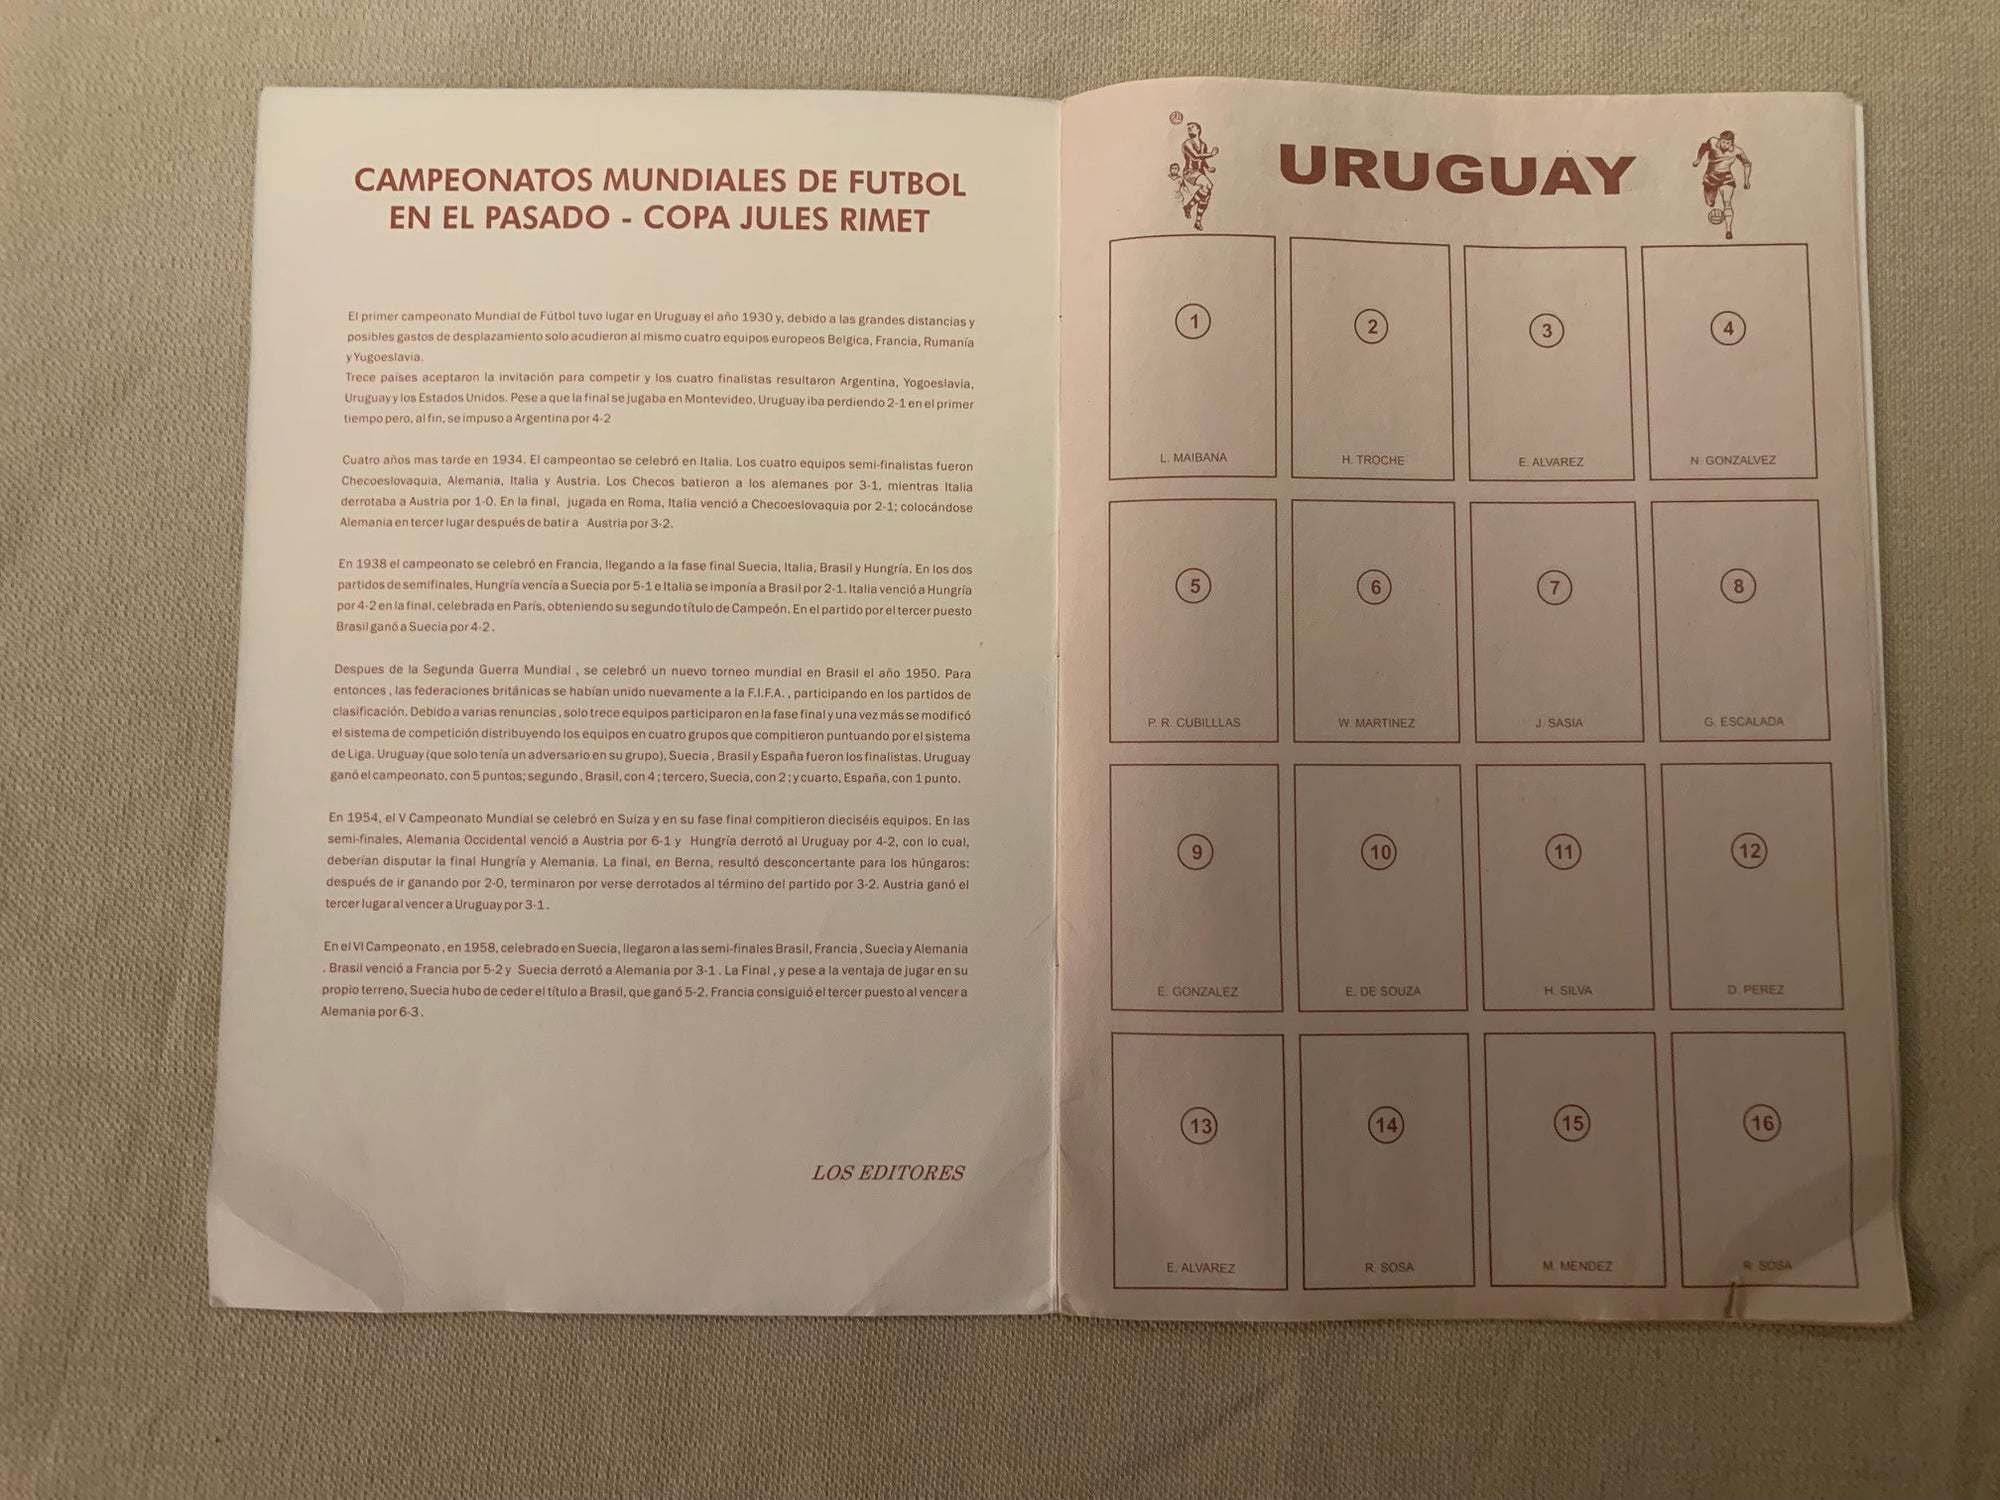 CAMPEONATOS MUNDIALES DE FUTBOL
EN EL PASADO - COPA JULES RIMET
El primer campeonato Mundial de Fútbol tuvo lugar en Uruguay el año 1930 y, debido a las grandes distancias y
posibles gastos de desplazamiento solo acudieron al mismo cuatro equipos europeos Belgica, Francia, Rumanía
y Yugoeslavia.
Trece países aceptaron la invitación para competir y los cuatro finalistas resultaron Argentina, Yogoeslavia,
Uruguay y los Estados Unidos. Pese a que la final se jugaba en Montevideo, Uruguay iba perdiendo 2-1 en el primer
tiempo pero, al fin, se impuso a Argentina por 4-2
Cuatro años mas tarde en 1934. El campeontao se celebró en Italia. Los cuatro equipos semi-finalistas fueron
Checoeslovaquia, Alemania, Italia y Austria. Los Checos batieron a los alemanes por 3-1, mientras Italia
derrotaba a Austria por 1-0. En la final, jugada en Roma, Italia venció a Checoeslovaquia por 2-1; colocándose
Alemania en tercer lugar después de batir a Austria por 3-2.
En 1938 el campeonato se celebró en Francia, llegando a la fase final Suecia, Italia, Brasil y Hungría. En los dos
partidos de semifinales, Hungría vencía a Suecia por 5-1 e Italia se imponía a Brasil por 2-1. Italia venció a Hungría
por 4-2 en la final, celebrada en París, obteniendo su segundo título de Campeón. En el partido por el tercer puesto
Brasil ganó a Suecia por 4-2 .
Despues de la Segunda Guerra Mundial , se celebró un nuevo torneo mundial en Brasil el año 1950. Para
entonces , las federaciones británicas se habían unido nuevamente a la F.I.F.A. , participando en los partidos de
clasificación. Debido a varias renuncias , solo trece equipos participaron en la fase final y una vez más se modificó
el sistema de competición distribuyendo los equipos en cuatro grupos que compitieron puntuando por el sistema
de Liga. Uruguay (que solo tenía un adversario en su grupo), Suecia , Brasil y España fueron los finalistas. Uruguay
ganó el campeonato, con 5 puntos; segundo , Brasil, con 4 ; tercero, Suecia, con 2 ; y cuarto, España, con 1 punto.
En 1954, el V Campeonato Mundial se celebró en Suiza y en su fase final compitieron dieciséis equipos. En las
semi-finales, Alemania Occidental venció a Austria por 6-1 y Hungría derrotó al Uruguay por 4-2, con lo cual,
deberían disputar la final Hungría y Alemania. La final, en Berna, resultó desconcertante para los húngaros:
después de ir ganando por 2-0, terminaron por verse derrotados al término del partido por 3-2. Austria ganó el
tercer lugar al vencer a Uruguay por 3-1 .
En el VI Campeonato , en 1958, celebrado en Suecia, llegaron a las semi-finales Brasil, Francia , Suecia y Alemania
. Brasil venció a Francia por 5-2 y Suecia derrotó a Alemania por 3-1 . La Final , y pese a la ventaja de jugar en su
propio terreno, Suecia hubo de ceder el título a Brasil, que ganó 5-2. Francia consiguió el tercer puesto al vencer a
Alemania por 6-3 .
LOS EDITORES
URUGUAY
1 2 3 4
L. MAIBANA H. TROCHE E. ALVAREZ N. GONZALVEZ
5 6 7 8
P. R. CUBILLLAS W. MARTINEZ J. SASIA G. ESCALADA
9 10 11 12
E. GONZALEZ E. DE SOUZA H. SILVA D. PEREZ
13 14 15 16
E. ALVAREZ R. SOSA M. MENDEZ R. SOSA